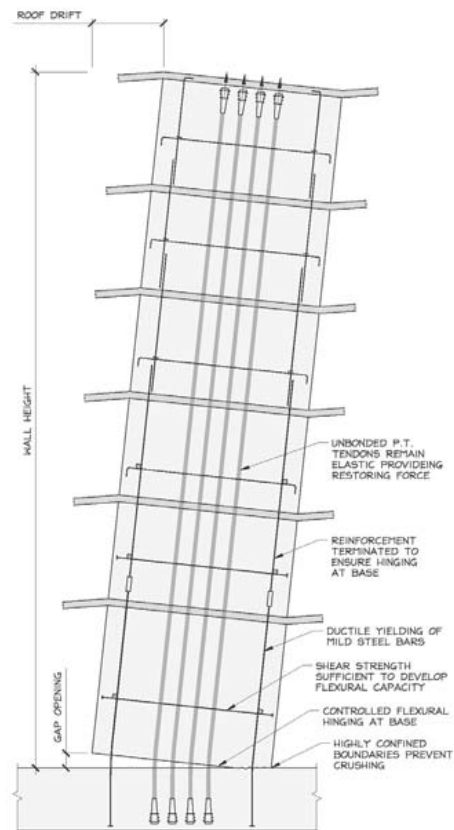 ROOF DRIFT
WALL HEIGHT
UNBONDED P.T.
TENDONS REMAIN
ELASTIC PROVIDEING
RESTORING FORCE
REINFORCEMENT
TERMINATED TO
ENSURE HINGING
AT BASE
DUCTILE YIELDING OF
MILD STEEL BARS
SHEAR STRENGTH
SUFFICIENT TO DEVELOP
FLEXURAL CAPACITY
GAP OPENING
CONTROLLED FLEXURAL
HINGING AT BASE
HIGHLY CONFINED
BOUNDARIES PREVENT
CRUSHING